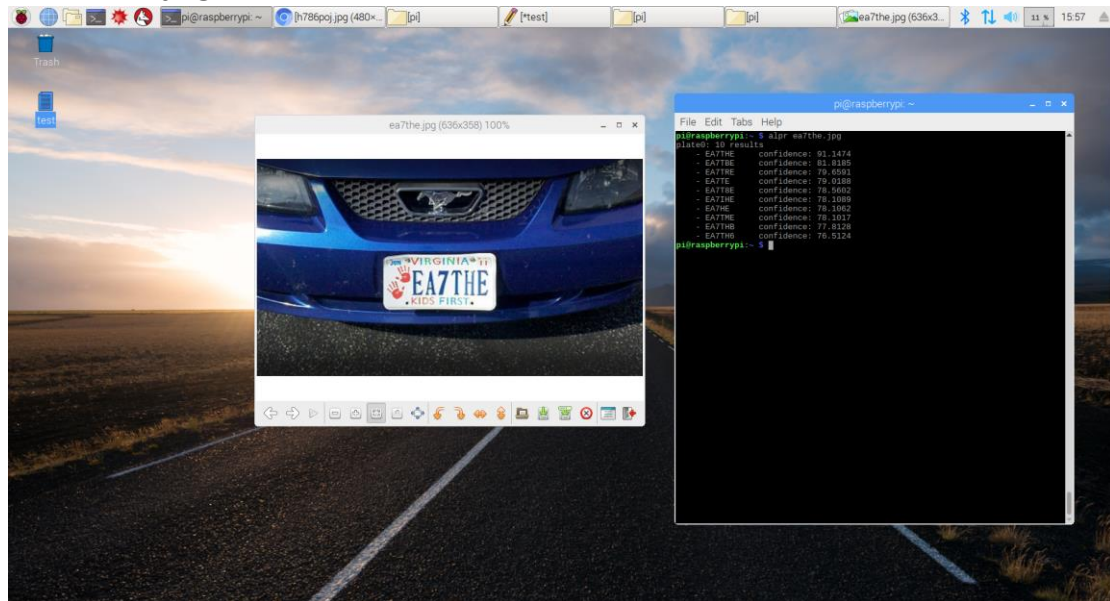 pi@raspberrypi: ~
[h786poj.jpg (480×...
[pi]
[*test]
[pi]
[pi]
ea7the.jpg (636x3...
11 %
15:57
Trash
test
ea7the.jpg (636x358) 100%
VIRGINIA
11
EA7THE
KIDS FIRST
pi@raspberrypi: ~
File Edit Tabs Help
pi@raspberrypi:~ $ alpr ea7the.jpg
plate0: 10 results
- EA7THE confidence: 91.1474
- EA7TBE confidence: 81.8185
- EA7TRE confidence: 79.6591
- EA7TE confidence: 79.0188
- EA7T8E confidence: 78.5602
- EA7IHE confidence: 78.1089
- EA7HE confidence: 78.1062
- EA7TME confidence: 78.1017
- EA7THB confidence: 77.8128
- EA7TH6 confidence: 76.5124
pi@raspberrypi:~ $